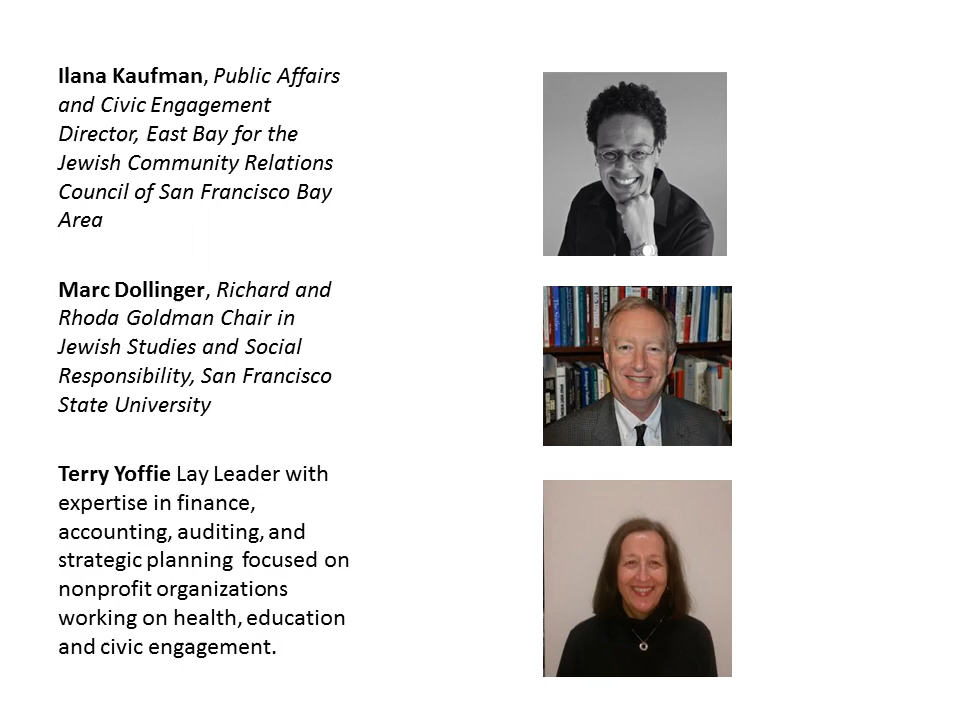 Ilana Kaufman, Public Affairs
and Civic Engagement
Director, East Bay for the
Jewish Community Relations
Council of San Francisco Bay
Area
Marc Dollinger, Richard and
Rhoda Goldman Chair in
Jewish Studies and Social
Responsibility, San Francisco
State University
Terry Yoffie Lay Leader with
expertise in finance,
accounting, auditing, and
strategic planning focused on
nonprofit organizations
working on health, education
and civic engagement.